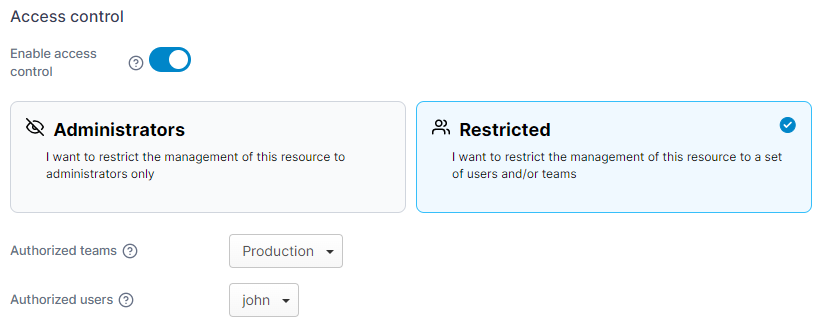 Access control
Enable access
control
Administrators
I want to restrict the management of this resource to
administrators only
Restricted
I want to restrict the management of this resource to a set
of users and/or teams
Authorized teams
Production
Authorized users
john